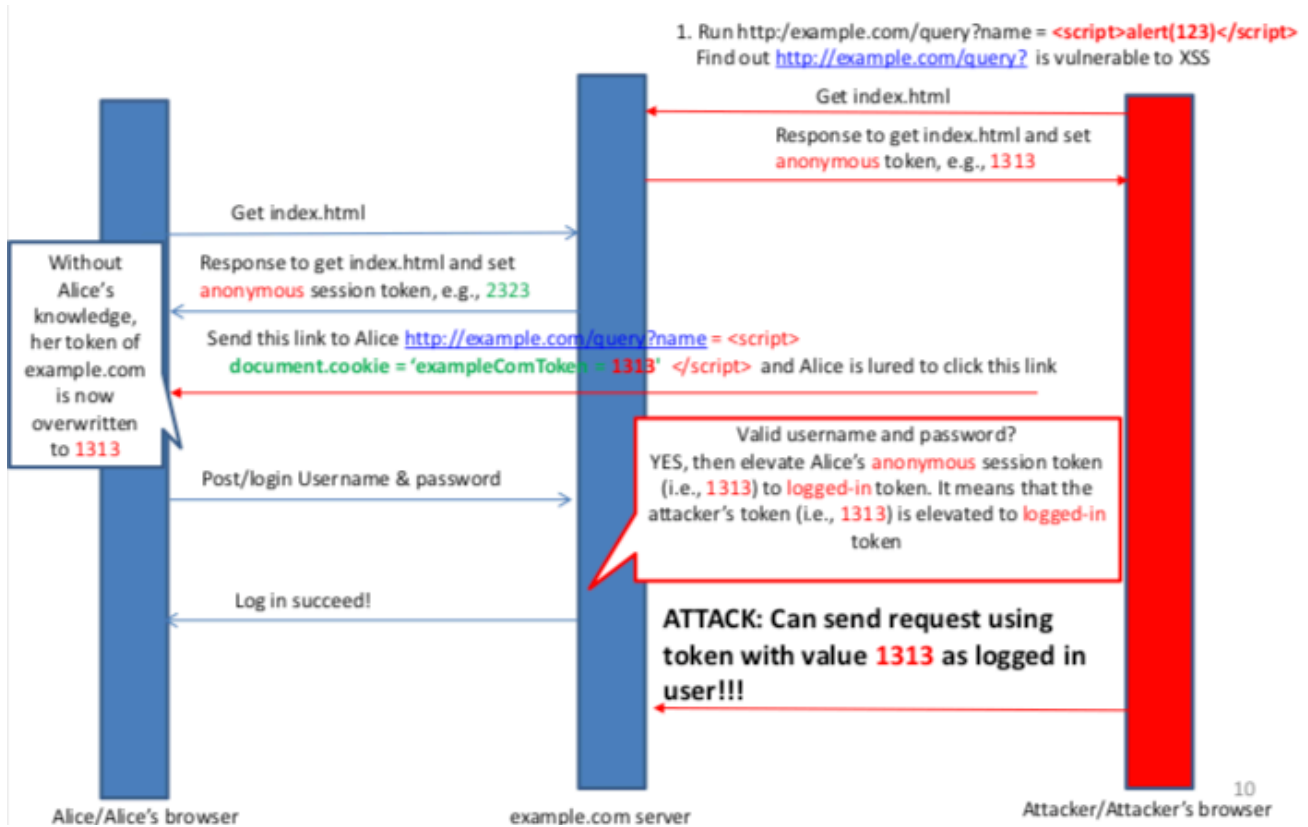 1. Run http:/example.com/query?name = <script>alert(123)</script>
Find out http://example.com/query? is vulnerable to XSS
Get index.html
Response to get index.html and set
anonymous token, e.g., 1313
Get index.html
Response to get index.html and set
anonymous session token, e.g., 2323
Without
Alice's
knowledge,
her token of
example.com
is now
overwritten
to 1313
Send this link to Alice http://example.com/query?name = <script>
document.cookie = ‘exampleComToken = 1313' </script> and Alice is lured to click this link
Valid username and password?
YES, then elevate Alice's anonymous session token
(i.e., 1313) to logged-in token. It means that the
attacker's token (i.e., 1313) is elevated to logged-in
token
Post/login Username & password
Log in succeed!
ATTACK: Can send request using
token with value 1313 as logged in
user!!!
10
Alice/Alice's browser
example.com server
Attacker/Attacker's browser